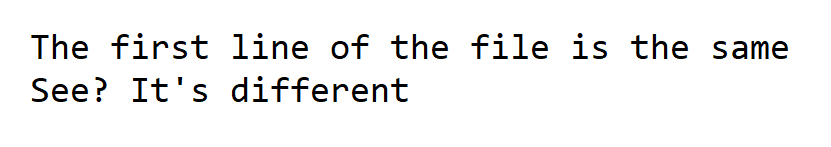 The first line of the file is the same
See? It's different